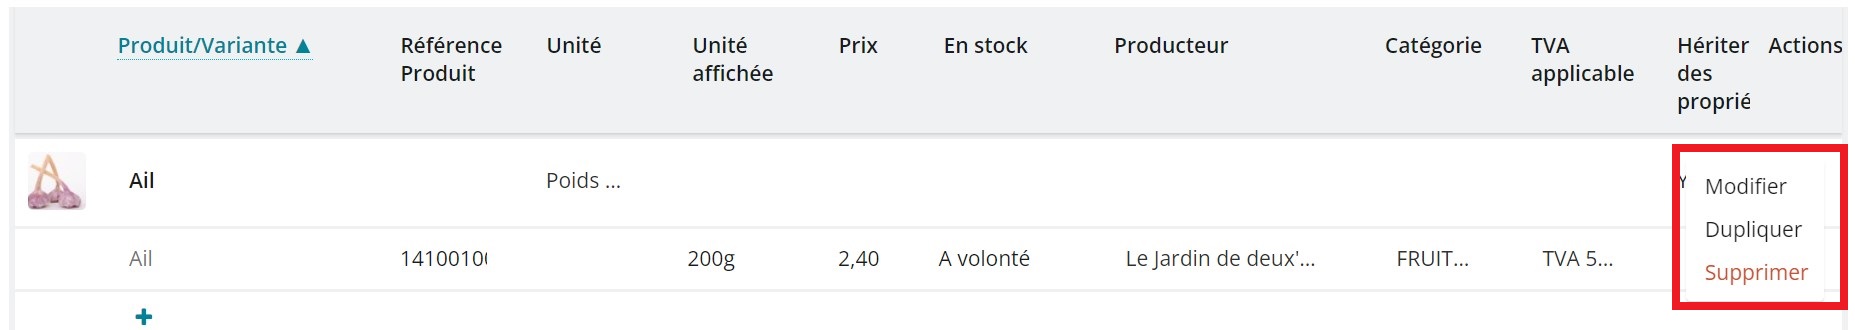 Produit/Variante ▲ Référence Produit Unité Unité affichée Prix En stock Producteur Catégorie TVA applicable Hériter des proprié Actions
Ail Poids ... Y
Modifier
Dupliquer
Supprimer
Ail 1410010 200g 2,40 A volonté Le Jardin de deux'... FRUIT... TVA 5...
+